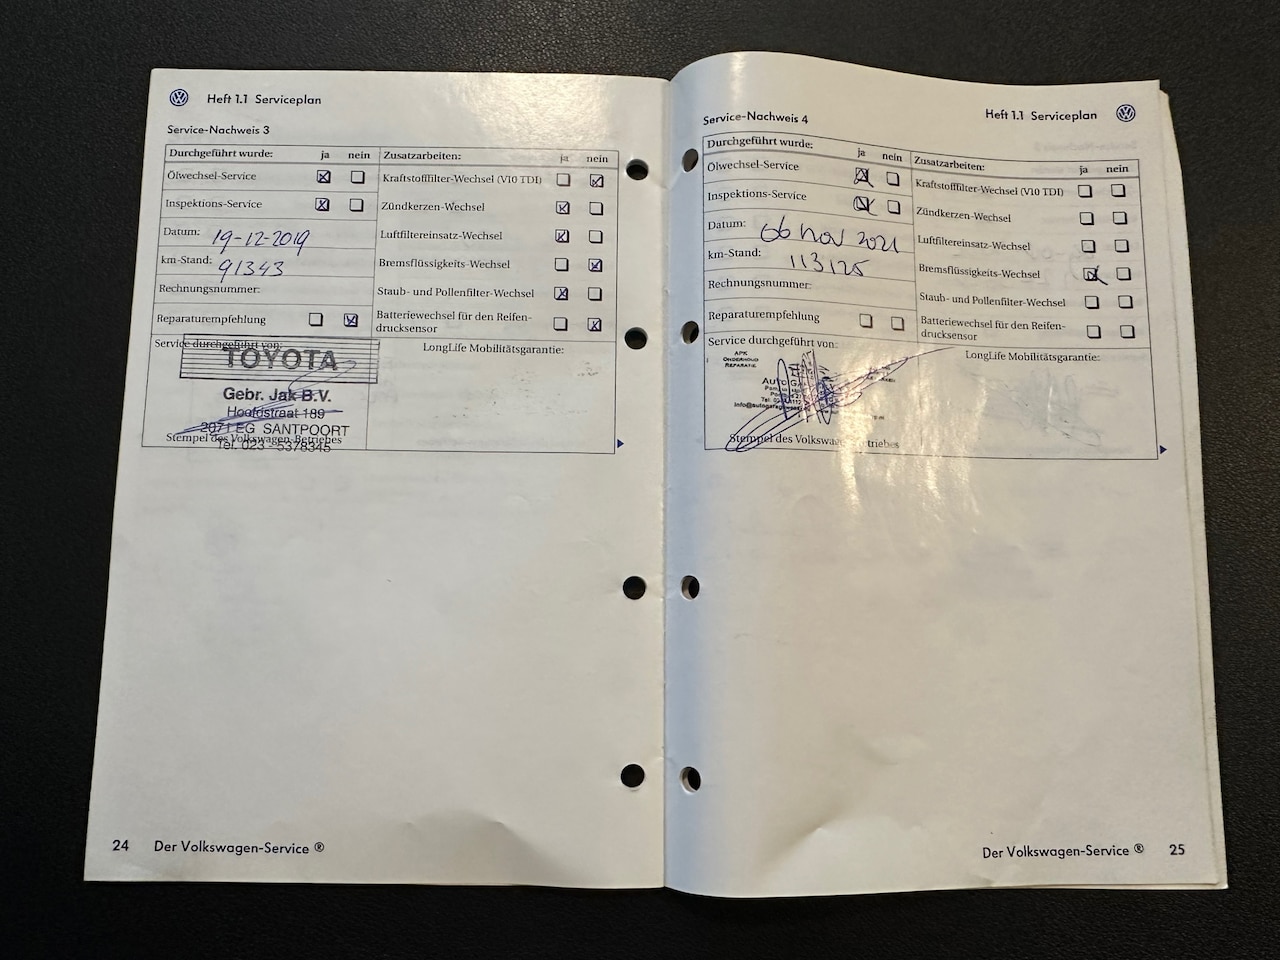 Heft 1.1 Serviceplan
Service-Nachweis 3
Durchgeführt wurde: ja nein
Ölwechsel-Service
Inspektions-Service
Datum: 19-12-2019
km-Stand: 91343
Rechnungsnummer:
Reparaturempfehlung
Service durchgeführt von:
TOYOTA
Gebr. Jak B.V.
Hoofdstraat 189
2071 EG SANTPOORT
Tel. 023 - 5378345
Stempel des Volkswagen-Betriebes
Zusatzarbeiten: ja nein
Kraftstofffilter-Wechsel (V10 TDI)
Zündkerzen-Wechsel
Luftfiltereinsatz-Wechsel
Bremsflüssigkeits-Wechsel
Staub- und Pollenfilter-Wechsel
Batteriewechsel für den Reifen-
drucksensor
LongLife Mobilitätsgarantie:
24 Der Volkswagen-Service ®
Heft 1.1 Serviceplan
Service-Nachweis 4
Durchgeführt wurde: ja nein
Ölwechsel-Service
Inspektions-Service
Datum: 06 nov 2021
km-Stand: 113125
Rechnungsnummer:
Reparaturempfehlung
Service durchgeführt von:
APK
ONDERHOUD
REPARATIE
Stempel des Volkswagen-Betriebes
Zusatzarbeiten: ja nein
Kraftstofffilter-Wechsel (V10 TDI)
Zündkerzen-Wechsel
Luftfiltereinsatz-Wechsel
Bremsflüssigkeits-Wechsel
Staub- und Pollenfilter-Wechsel
Batteriewechsel für den Reifen-
drucksensor
LongLife Mobilitätsgarantie:
Der Volkswagen-Service ® 25